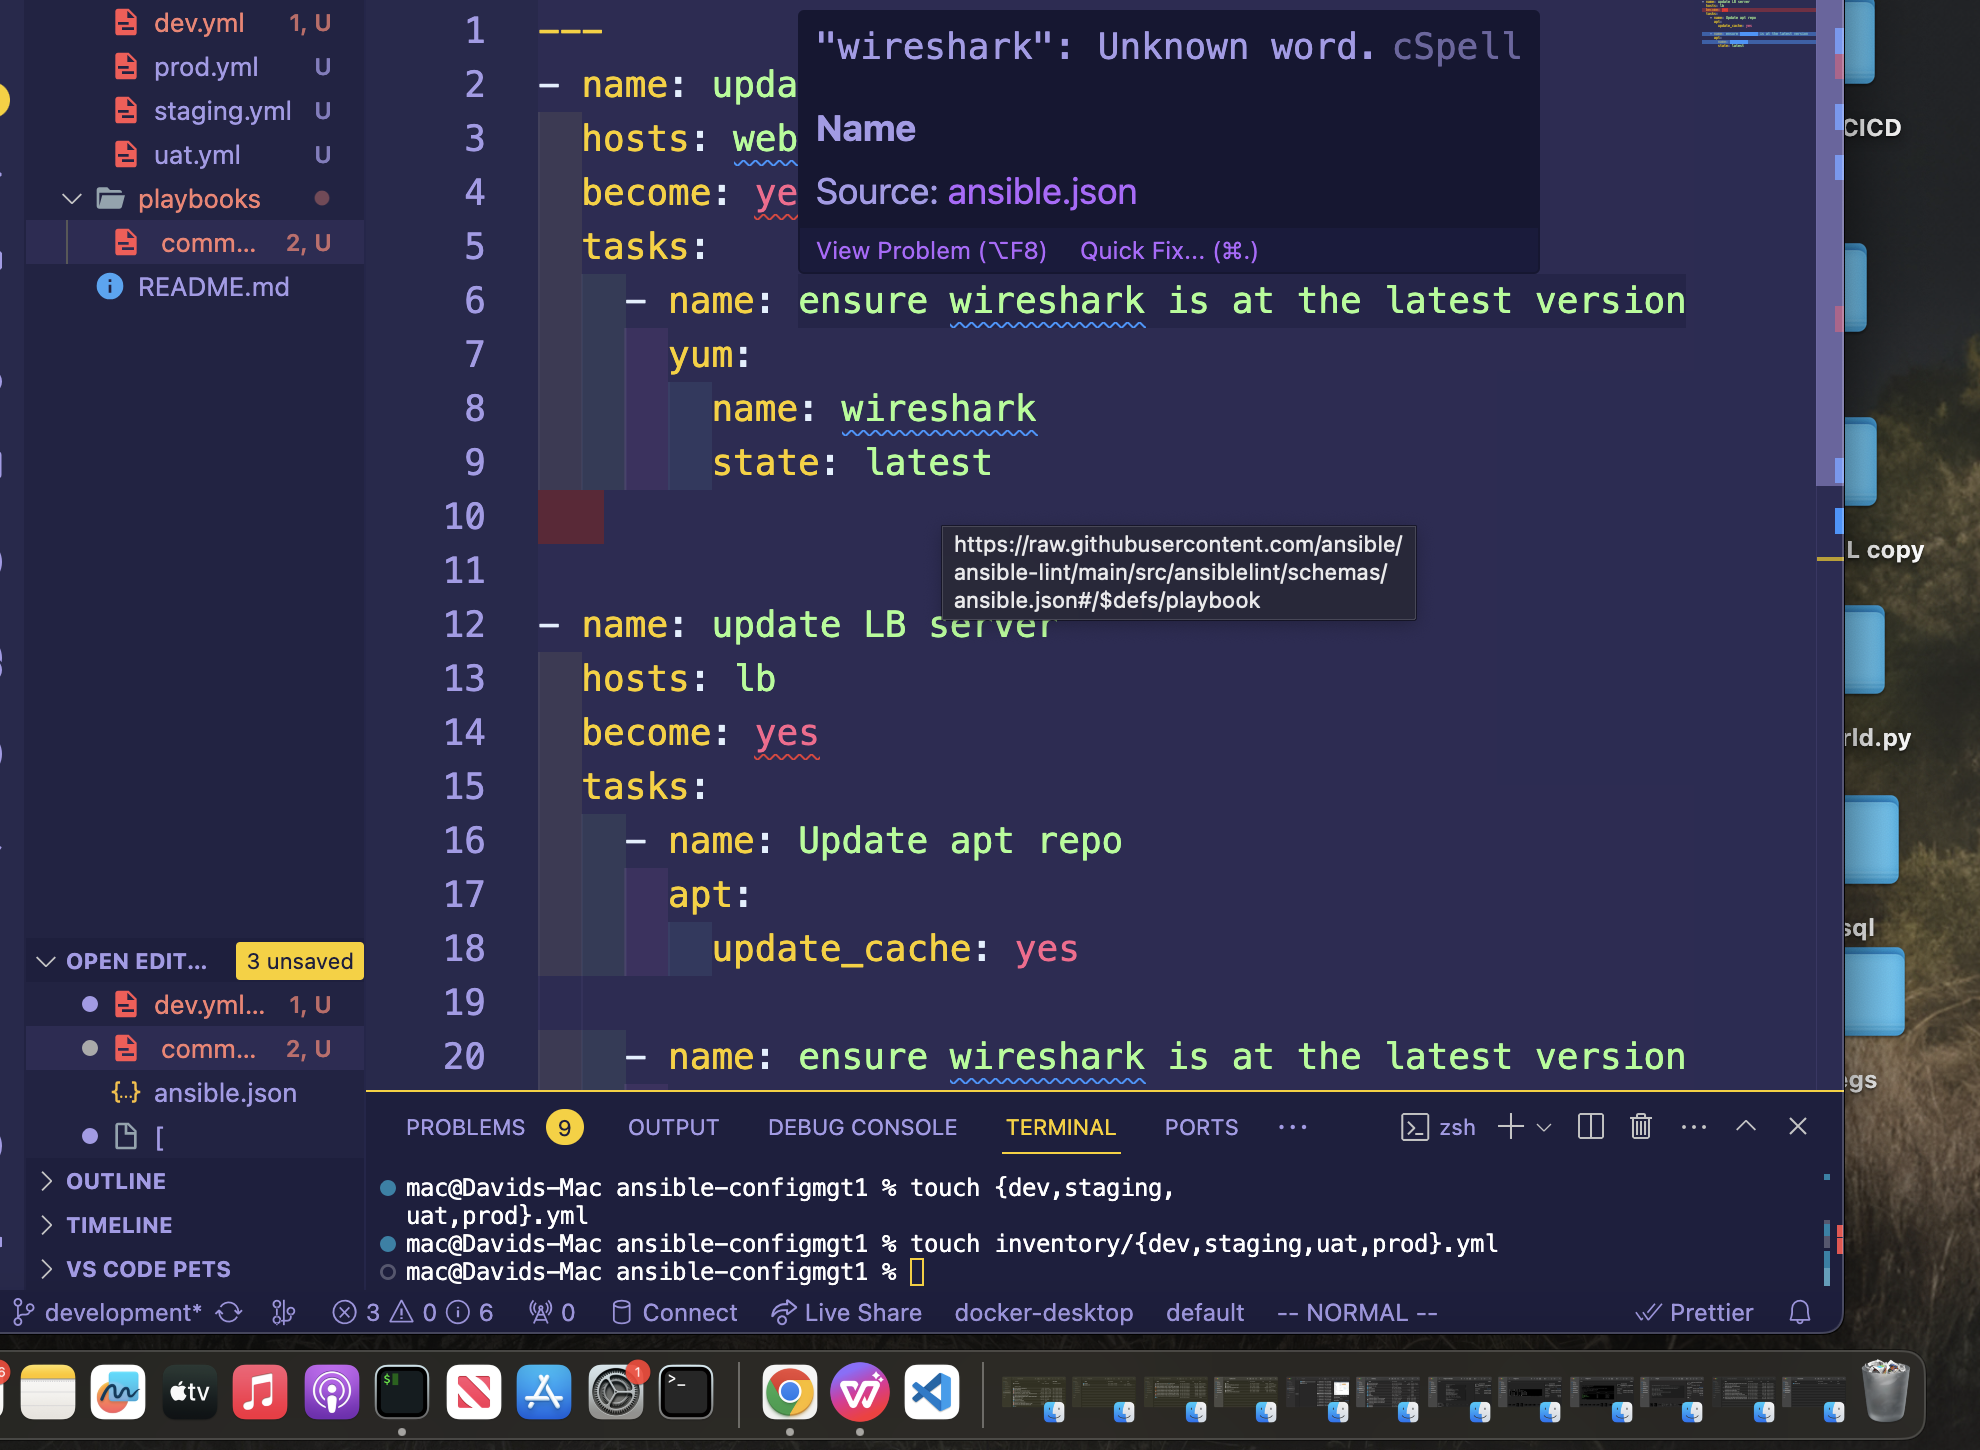 dev.yml 1, U
prod.yml U
staging.yml U
uat.yml U
playbooks
comm... 2, U
README.md
OPEN EDIT... 3 unsaved
dev.yml... 1, U
comm... 2, U
{...} ansible.json
[
OUTLINE
TIMELINE
VS CODE PETS
1 ---
2 - name: upda
3 hosts: web
4 become: ye
5 tasks:
6 - name: ensure wireshark is at the latest version
7 yum:
8 name: wireshark
9 state: latest
10
11
12 - name: update LB server
13 hosts: lb
14 become: yes
15 tasks:
16 - name: Update apt repo
17 apt:
18 update_cache: yes
19
20 - name: ensure wireshark is at the latest version
"wireshark": Unknown word. cSpell
Name
Source: ansible.json
View Problem (⌥F8) Quick Fix... (⌘.)
https://raw.githubusercontent.com/ansible/
ansible-lint/main/src/ansiblelint/schemas/
ansible.json#/$defs/playbook
PROBLEMS 9 OUTPUT DEBUG CONSOLE TERMINAL PORTS ... zsh
mac@Davids-Mac ansible-configmgt1 % touch {dev,staging,
uat,prod}.yml
mac@Davids-Mac ansible-configmgt1 % touch inventory/{dev,staging,uat,prod}.yml
mac@Davids-Mac ansible-configmgt1 %
development* 3 0 6 0 Connect Live Share docker-desktop default -- NORMAL -- Prettier
CICD
L copy
rld.py
sql
egs
tv
1